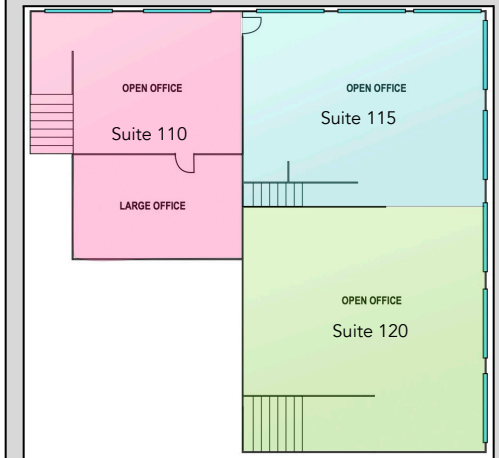 OPEN OFFICE
Suite 110
LARGE OFFICE
OPEN OFFICE
Suite 115
OPEN OFFICE
Suite 120